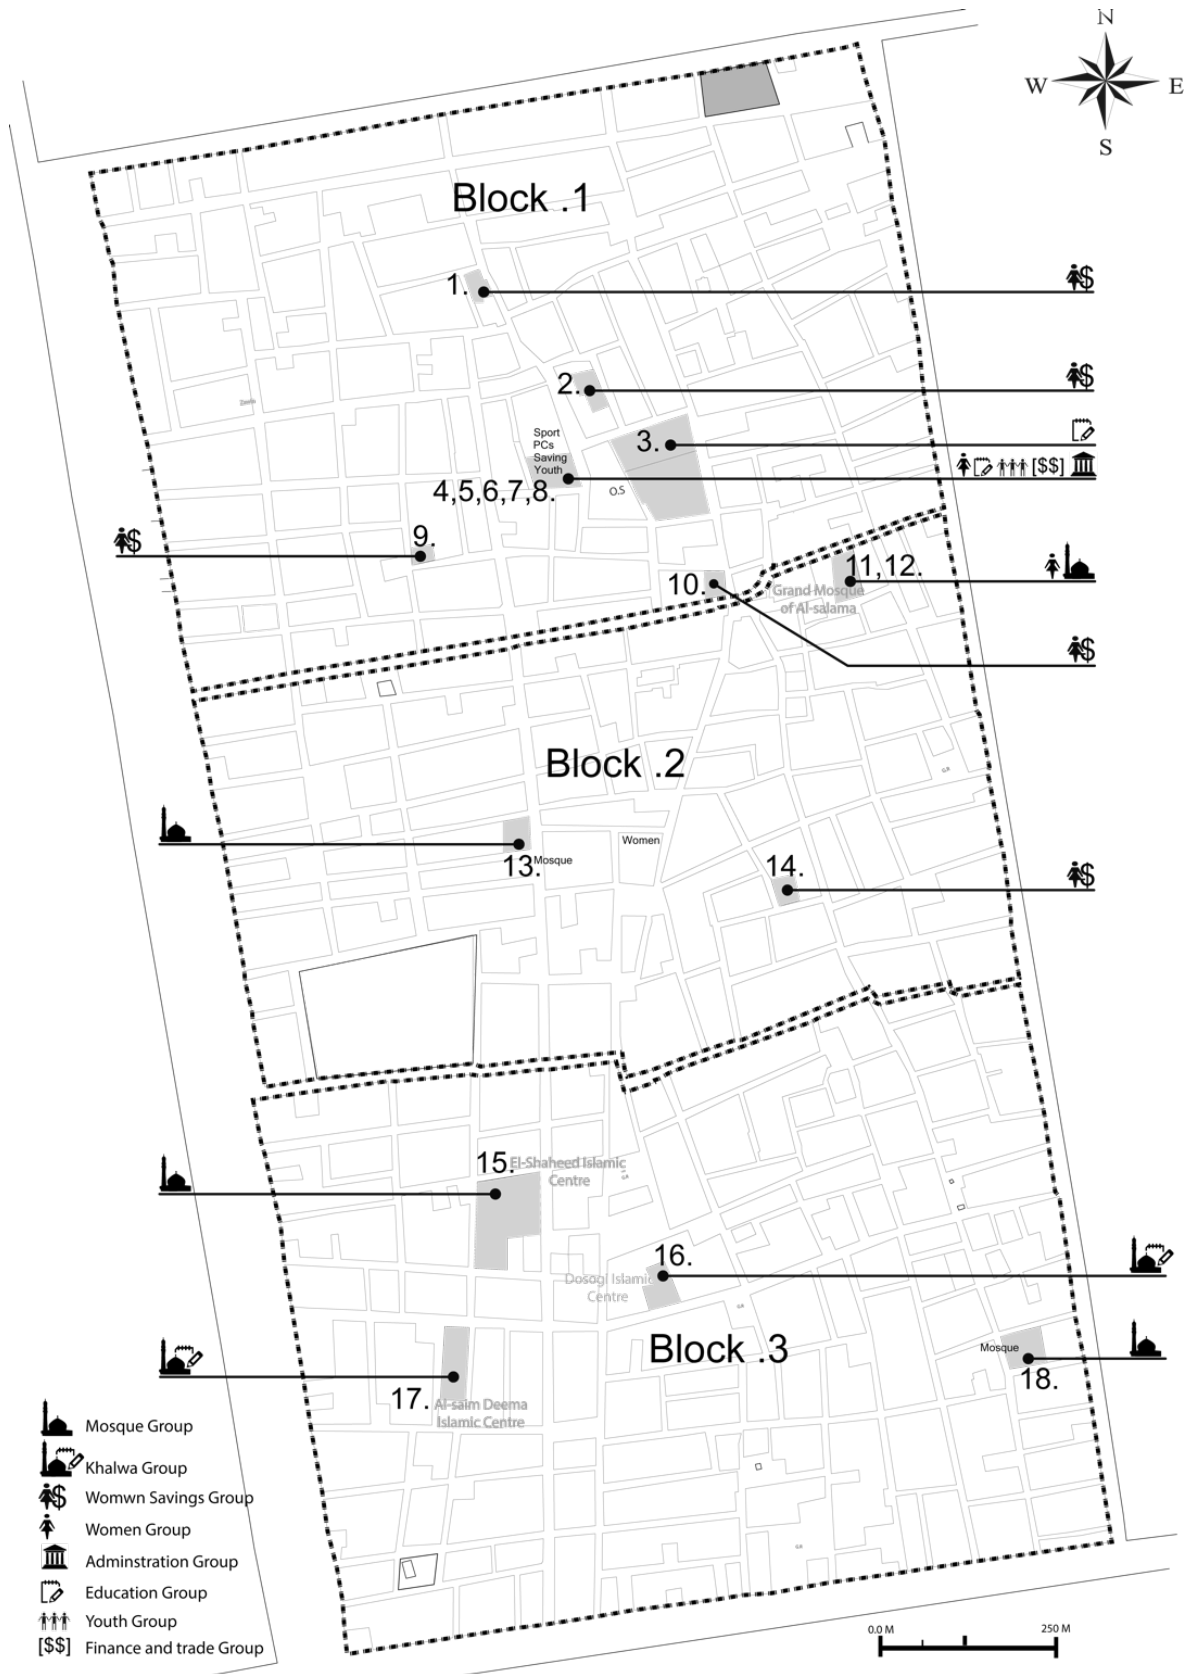 N
W
E
S
Block .1
1.
2.
3.
Sport
PCs
Saving
Youth
[$$]
4,5,6,7,8.
O.S
9.
10.
11,12.
Grand Mosque
of Al-salama
Block .2
Women
13.
Mosque
14.
15.
El-Shaheed Islamic
Centre
16.
Dosogi Islamic
Centre
Block .3
Mosque
18.
17.
Al-saim Deema
Islamic Centre
Mosque Group
Khalwa Group
Womwn Savings Group
Women Group
Adminstration Group
Education Group
Youth Group
[$$] Finance and trade Group
0.0 M
250 M